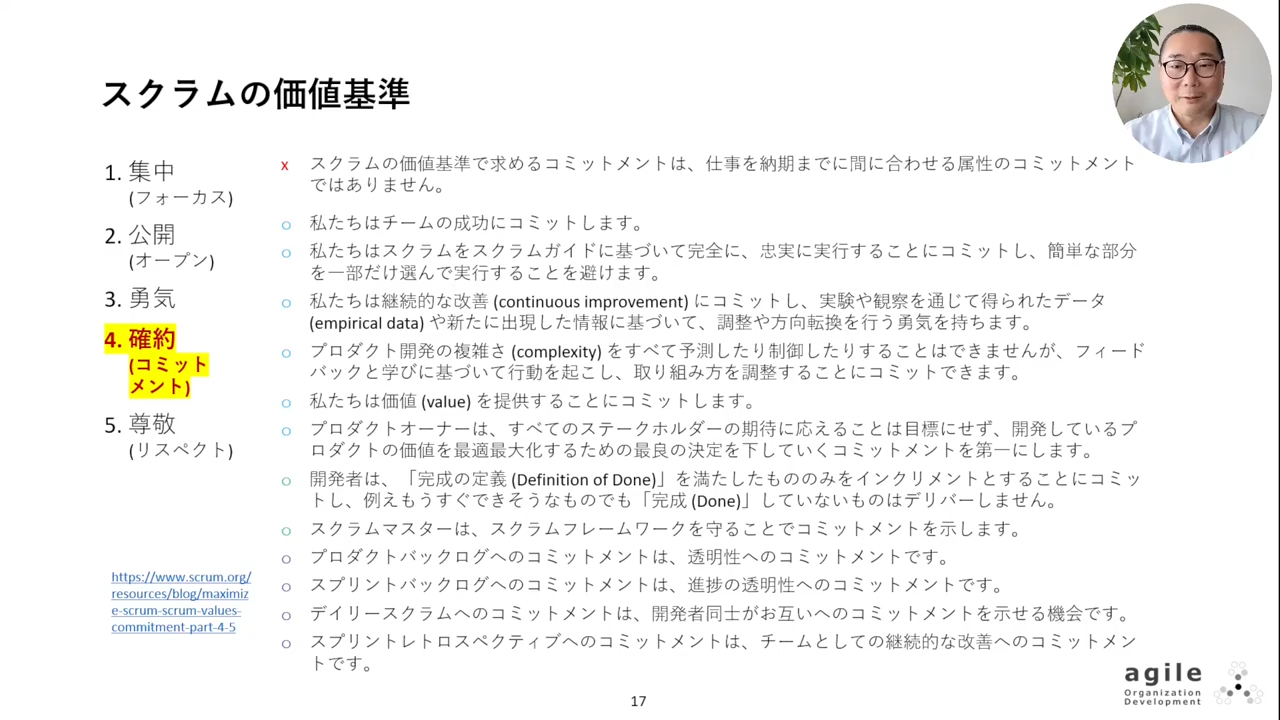 スクラムの価値基準
1. 集中
(フォーカス)
2. 公開
(オープン)
3. 勇気
4. 確約
(コミット
メント)
5. 尊敬
(リスペクト)
https://www.scrum.org/
resources/blog/maximiz
e-scrum-scrum-values-
commitment-part-4-5
x スクラムの価値基準で求めるコミットメントは、仕事を納期までに間に合わせる属性のコミットメント
ではありません。
o 私たちはチームの成功にコミットします。
o 私たちはスクラムをスクラムガイドに基づいて完全に、忠実に実行することにコミットし、簡単な部分
を一部だけ選んで実行することを避けます。
o 私たちは継続的な改善 (continuous improvement) にコミットし、実験や観察を通じて得られたデータ
(empirical data) や新たに出現した情報に基づいて、調整や方向転換を行う勇気を持ちます。
o プロダクト開発の複雑さ (complexity) をすべて予測したり制御したりすることはできませんが、フィード
バックと学びに基づいて行動を起こし、取り組み方を調整することにコミットできます。
o 私たちは価値 (value) を提供することにコミットします。
o プロダクトオーナーは、すべてのステークホルダーの期待に応えることは目標にせず、開発しているプ
ロダクトの価値を最適最大化するための最良の決定を下していくコミットメントを第一にします。
o 開発者は、「完成の定義 (Definition of Done)」を満たしたもののみをインクリメントとすることにコミッ
トし、例えもうすぐできそうなものでも「完成 (Done)」していないものはデリバーしません。
o スクラムマスターは、スクラムフレームワークを守ることでコミットメントを示します。
o プロダクトバックログへのコミットメントは、透明性へのコミットメントです。
o スプリントバックログへのコミットメントは、進捗の透明性へのコミットメントです。
o デイリースクラムへのコミットメントは、開発者同士がお互いへのコミットメントを示せる機会です。
o スプリントレトロスペクティブへのコミットメントは、チームとしての継続的な改善へのコミットメン
トです。
17
agile
Organization
Development